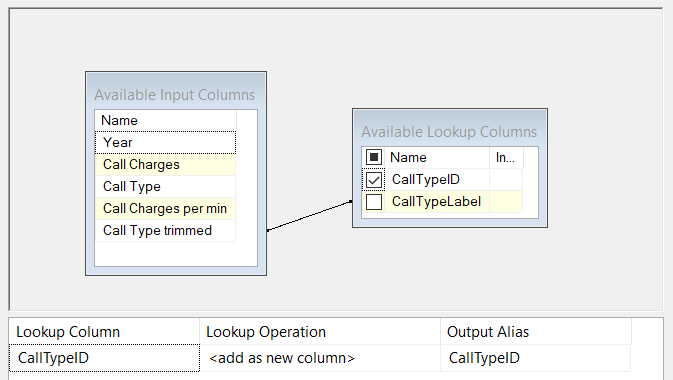 Available Input Columns
Name
Year
Call Charges
Call Type
Call Charges per min
Call Type trimmed
Available Lookup Columns
Name In...
CallTypeID
CallTypeLabel
Lookup Column Lookup Operation Output Alias
CallTypeID <add as new column> CallTypeID